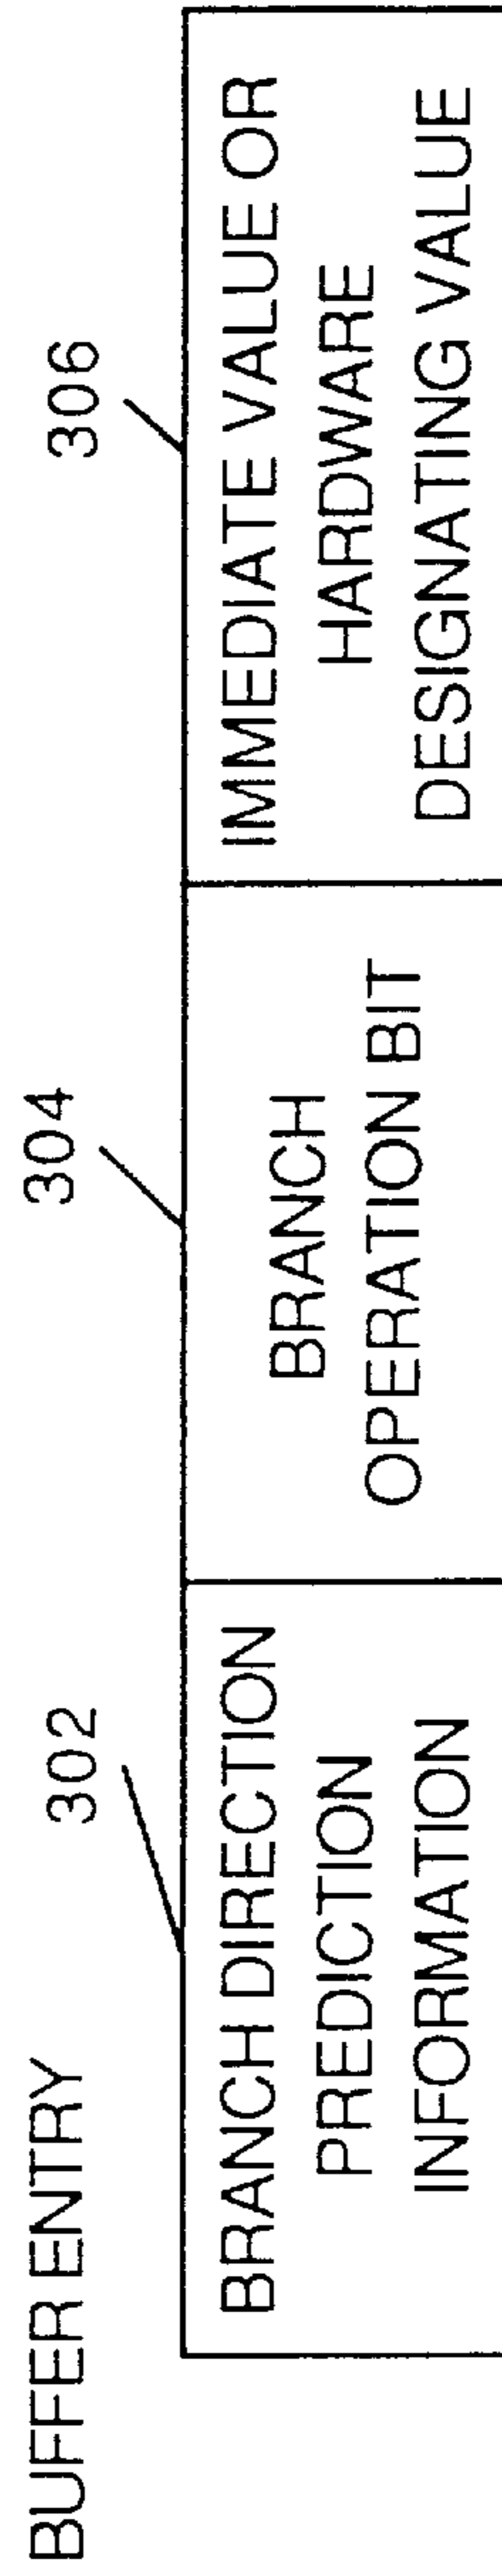 BUFFER ENTRY
302
304
306
BRANCH DIRECTION
PREDICTION
INFORMATION
BRANCH
OPERATION BIT
IMMEDIATE VALUE OR
HARDWARE
DESIGNATING VALUE